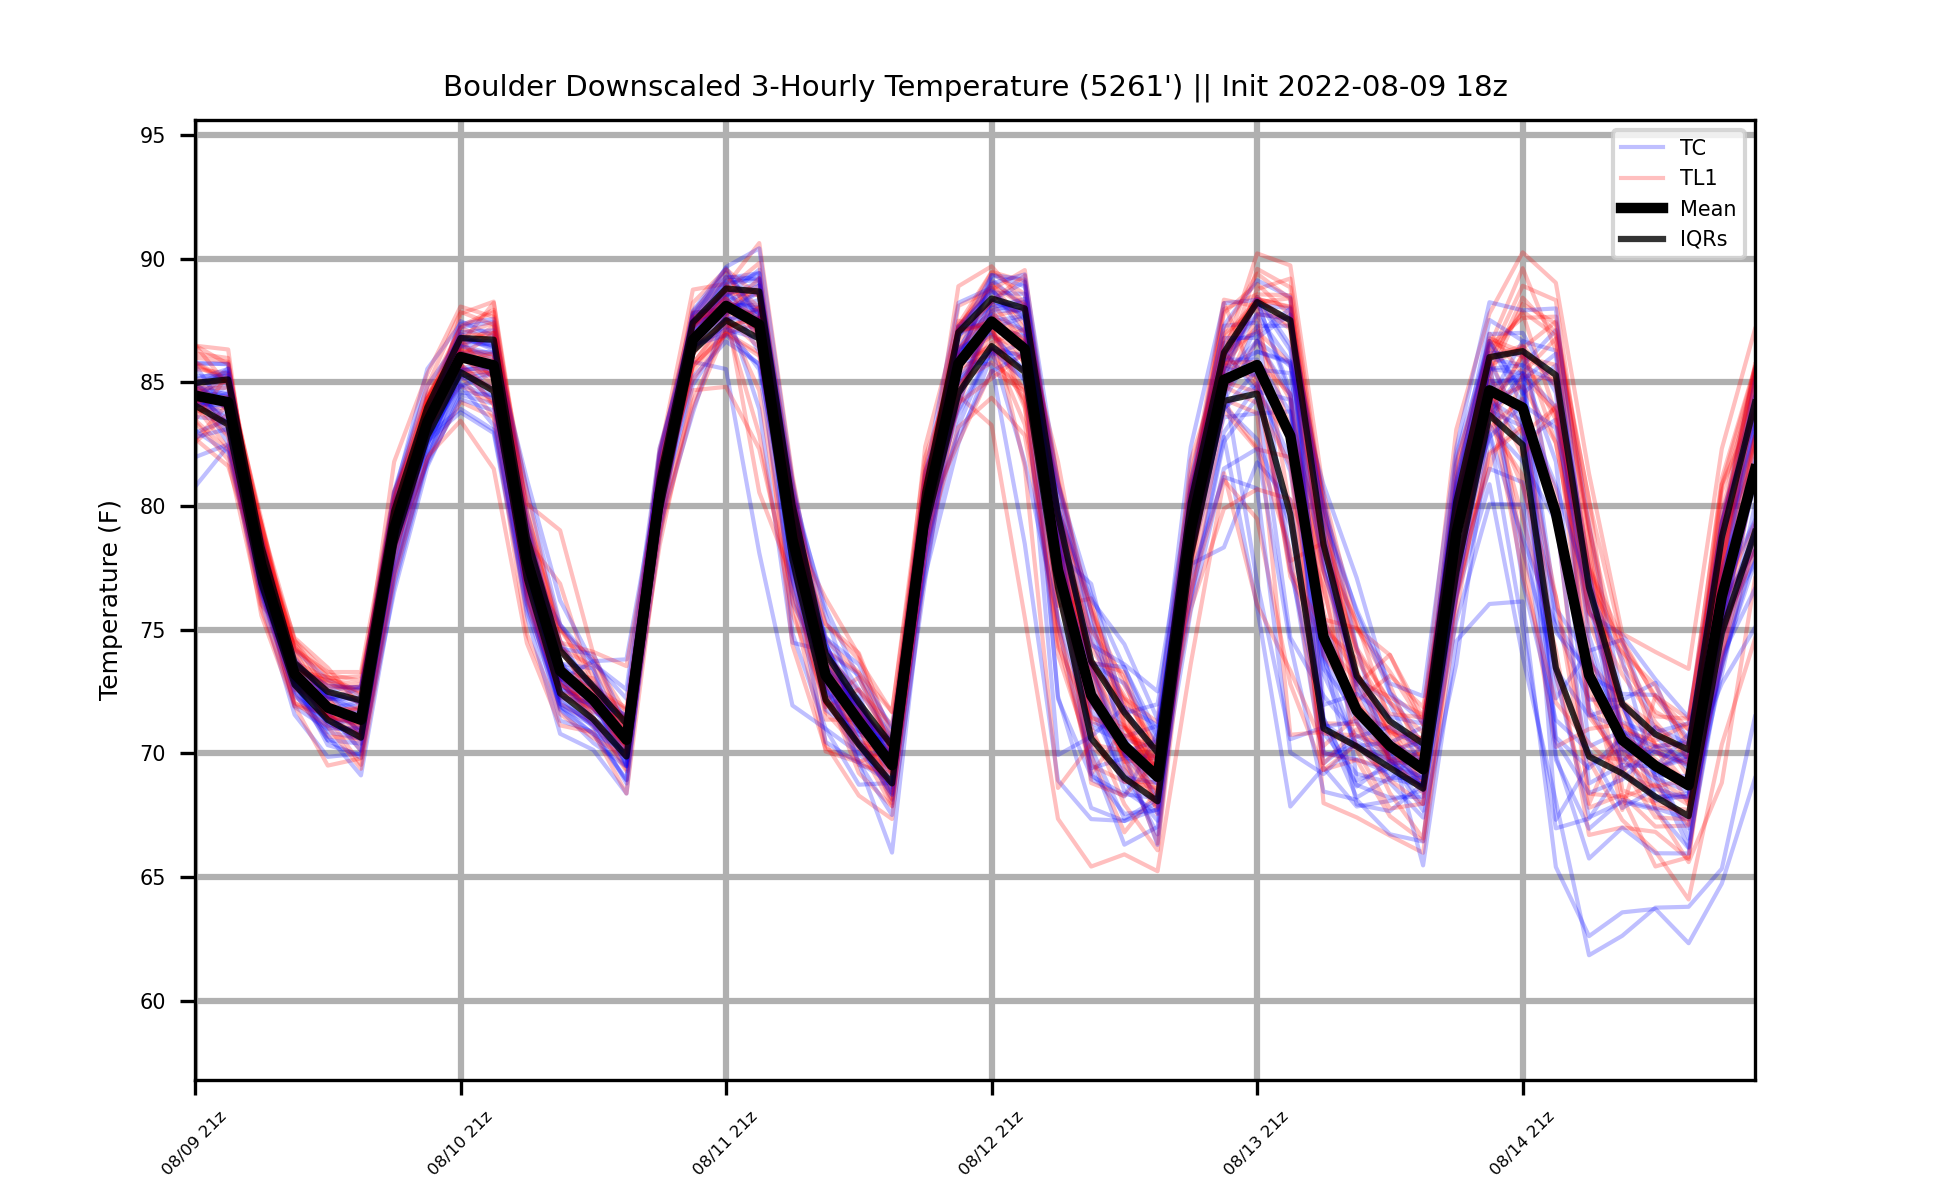 Boulder Downscaled 3-Hourly Temperature (5261') || Init 2022-08-09 18z
95
90
85
80
75
70
65
60
Temperature (F)
TC
TL1
Mean
IQRs
08/09 21z
08/10 21z
08/11 21z
08/12 21z
08/13 21z
08/14 21z